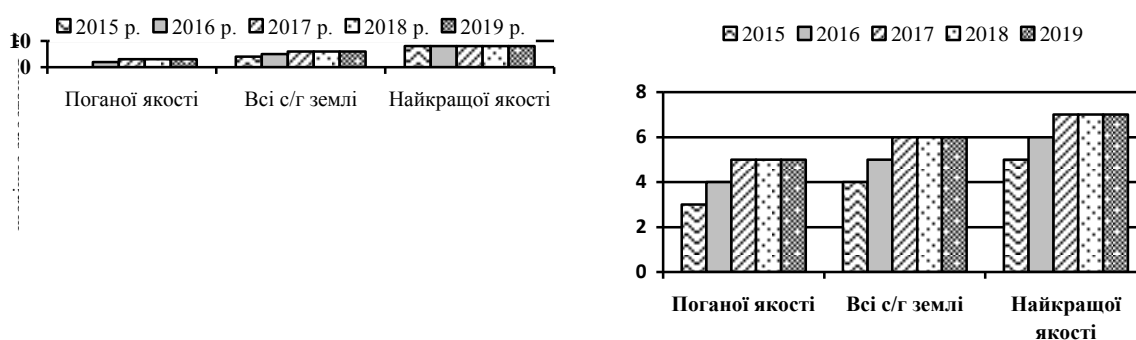 2015 р. 2016 р. 2017 р. 2018 р. 2019 р.
10
0
Поганої якості Всі с/г землі Найкращої якості
2015 2016 2017 2018 2019
8
6
4
2
0
Поганої якості Всі с/г землі Найкращої
якості